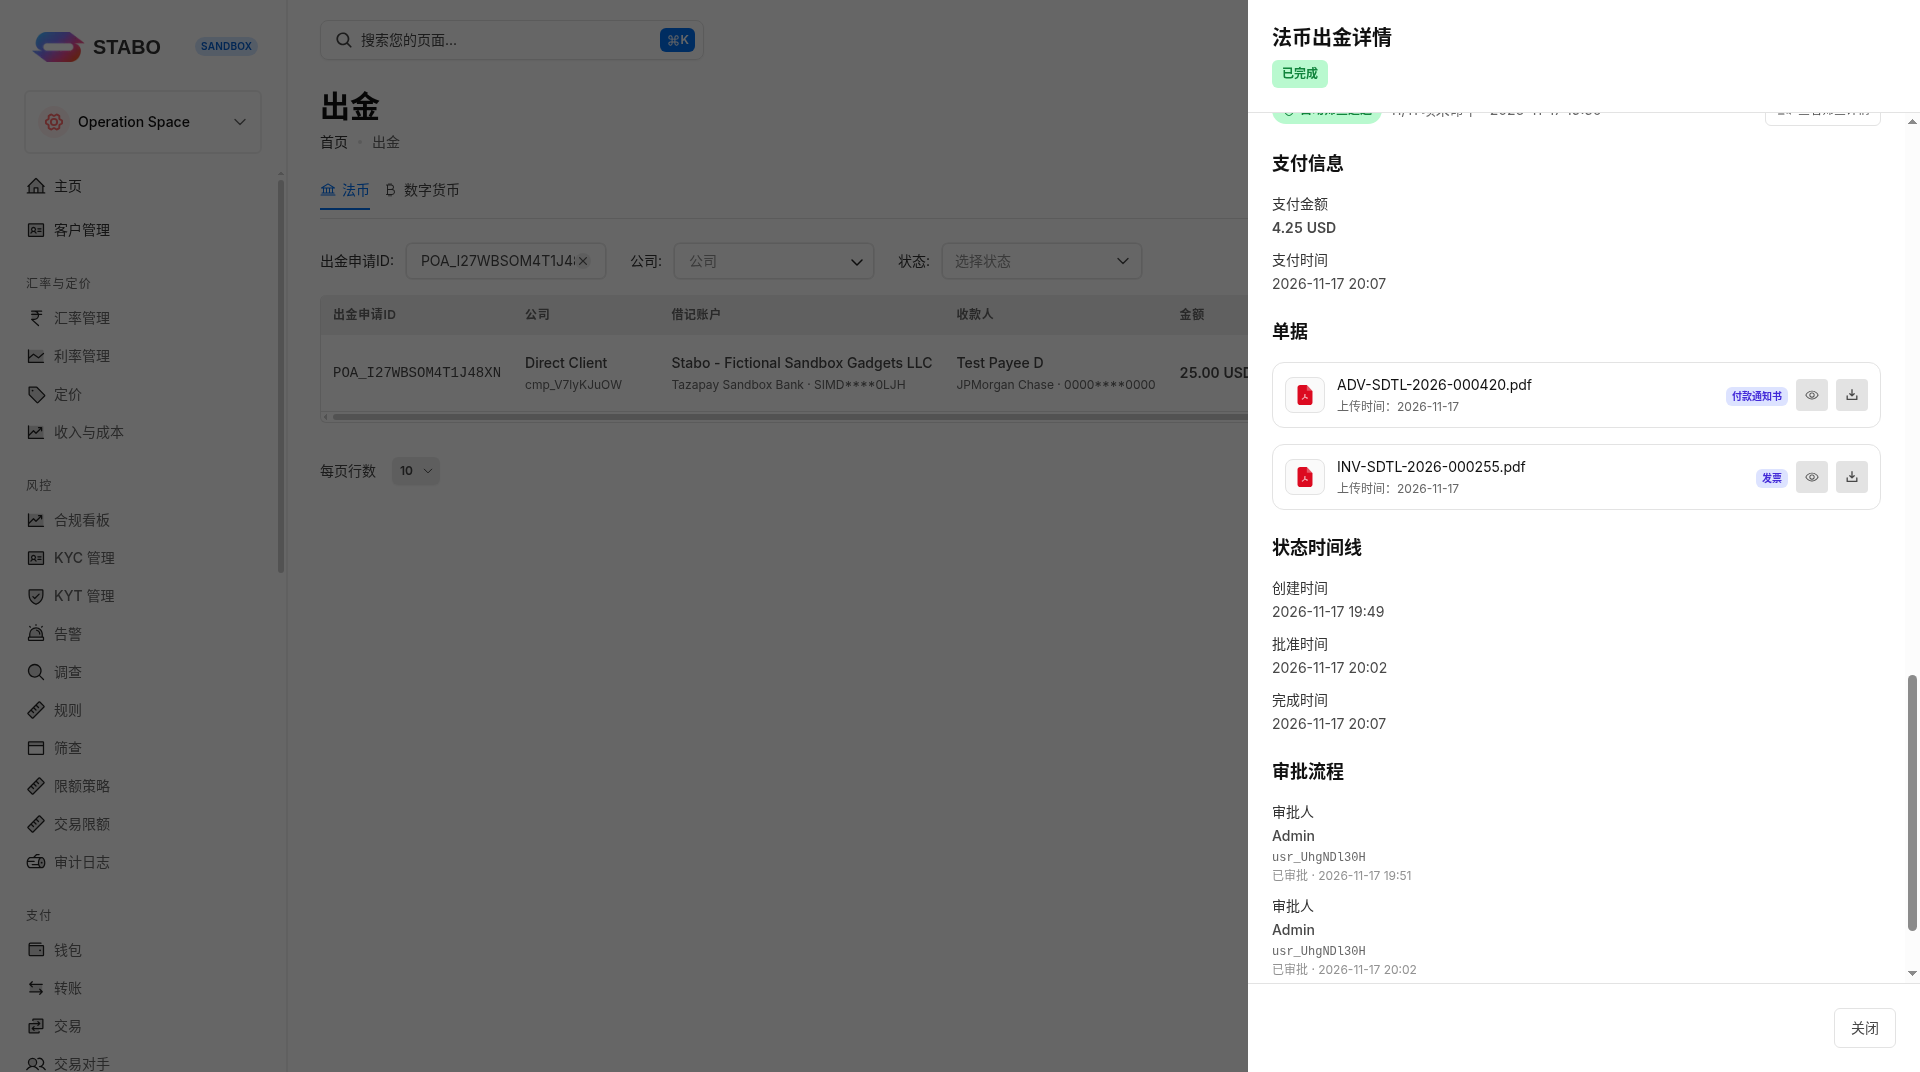 STABO
SANDBOX
Operation Space
主页
客户管理
汇率与定价
汇率管理
利率管理
定价
收入与成本
风控
合规看板
KYC 管理
KYT 管理
告警
调查
规则
筛查
限额策略
交易限额
审计日志
支付
钱包
转账
交易
交易对手
搜索您的页面...
⌘K
出金
首页 • 出金
法币
数字货币
出金申请ID:
POA_I27WBSOM4T1J4
公司:
公司
状态:
选择状态
出金申请ID 公司 借记账户 收款人 金额
POA_I27WBSOM4T1J48XN
Direct Client
cmp_V7IyKJuOW
Stabo - Fictional Sandbox Gadgets LLC
Tazapay Sandbox Bank · SIMD****0LJH
Test Payee D
JPMorgan Chase · 0000****0000
25.00 USD
每页行数
10
法币出金详情
已完成
支付信息
支付金额
4.25 USD
支付时间
2026-11-17 20:07
单据
ADV-SDTL-2026-000420.pdf
上传时间：2026-11-17
付款通知书
INV-SDTL-2026-000255.pdf
上传时间：2026-11-17
发票
状态时间线
创建时间
2026-11-17 19:49
批准时间
2026-11-17 20:02
完成时间
2026-11-17 20:07
审批流程
审批人
Admin
usr_UhgNDl30H
已审批 · 2026-11-17 19:51
审批人
Admin
usr_UhgNDl30H
已审批 · 2026-11-17 20:02
关闭